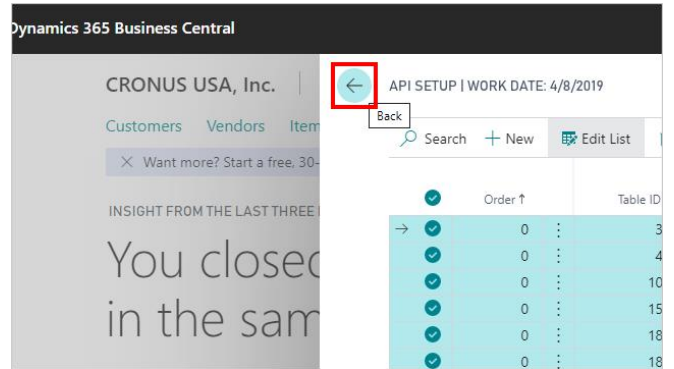 Dynamics 365 Business Central
CRONUS USA, Inc.
API SETUP | WORK DATE: 4/8/2019
Back
Customers Vendors Item
Search + New Edit List
× Want more? Start a free, 30-
Order ↑ Table ID
INSIGHT FROM THE LAST THREE
→ 0 ⋮ 3
0 ⋮ 4
You closed
0 ⋮ 10
0 ⋮ 15
in the sam
0 ⋮ 18
0 ⋮ 18